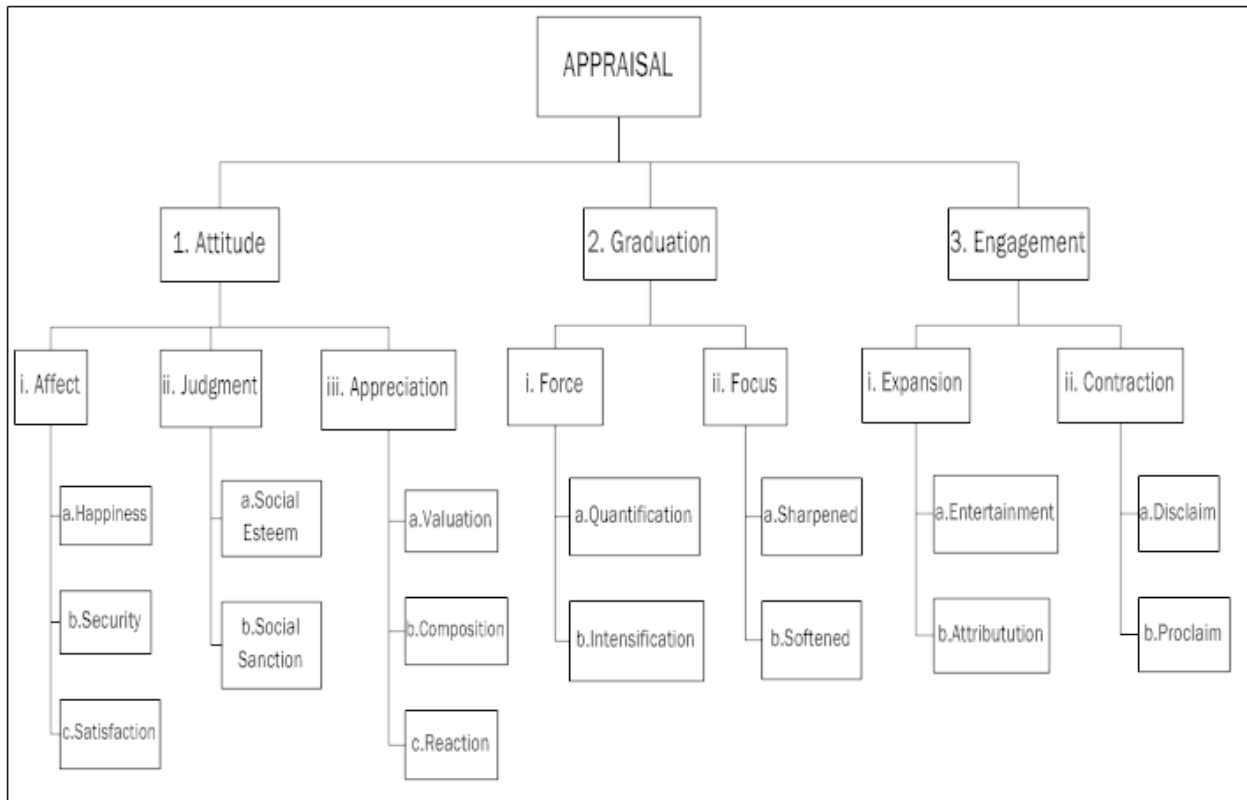 APPRAISAL
1. Attitude
2. Graduation
3. Engagement
i. Affect
ii. Judgment
iii. Appreciation
i. Force
ii. Focus
i. Expansion
ii. Contraction
a.Happiness
a.Social
Esteem
a.Valuation
a.Quantification
a.Sharpened
a.Entertainment
a.Disclaim
b.Security
b.Social
Sanction
b.Composition
b.Intensification
b.Softened
b.Attributution
b.Proclaim
c.Satisfaction
c.Reaction